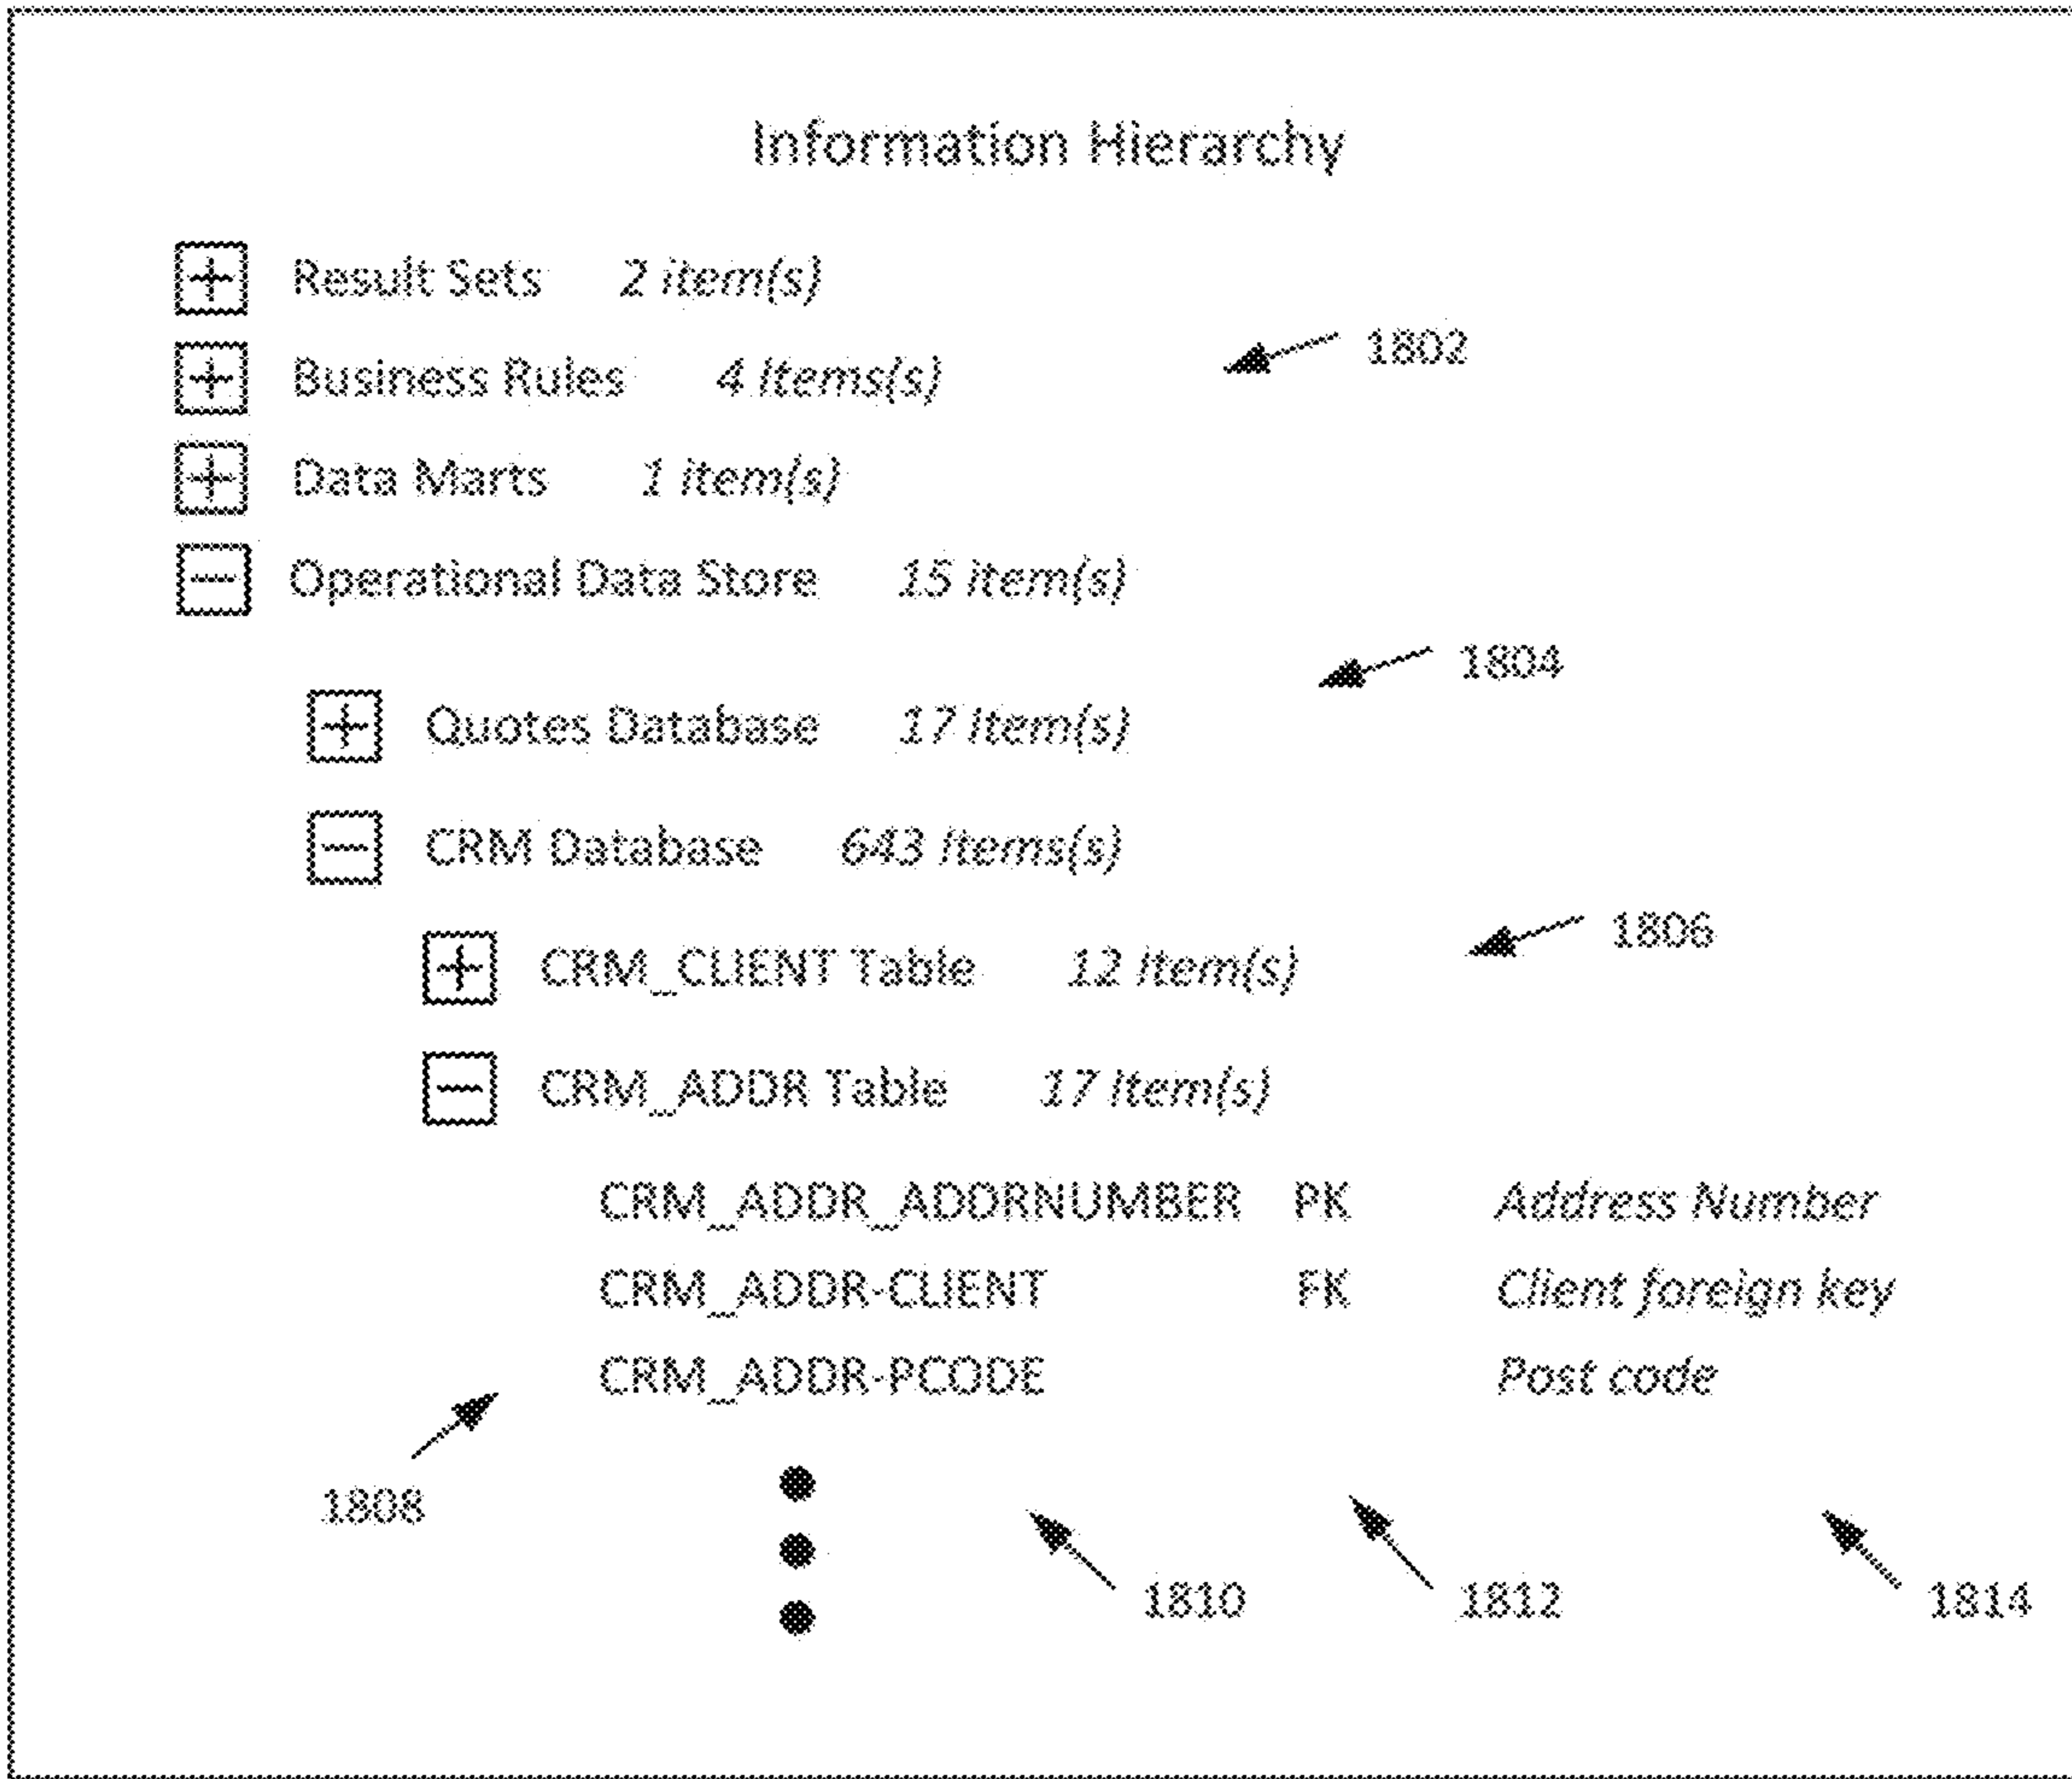 Information Hierarchy
+ Result Sets 2 item(s)
1802
+ Business Rules 4 Items(s)
+ Data Marts 1 item(s)
− Operational Data Store 15 item(s)
1804
+ Quotes Database 17 Item(s)
− CRM Database 643 Items(s)
1806
+ CRM_CLIENT Table 12 Item(s)
− CRM_ADDR Table 17 Item(s)
CRM_ADDR_ADDRNUMBER PK Address Number
CRM_ADDR-CLIENT FK Client foreign key
CRM_ADDR-PCODE Post code
1808
1810 1812 1814